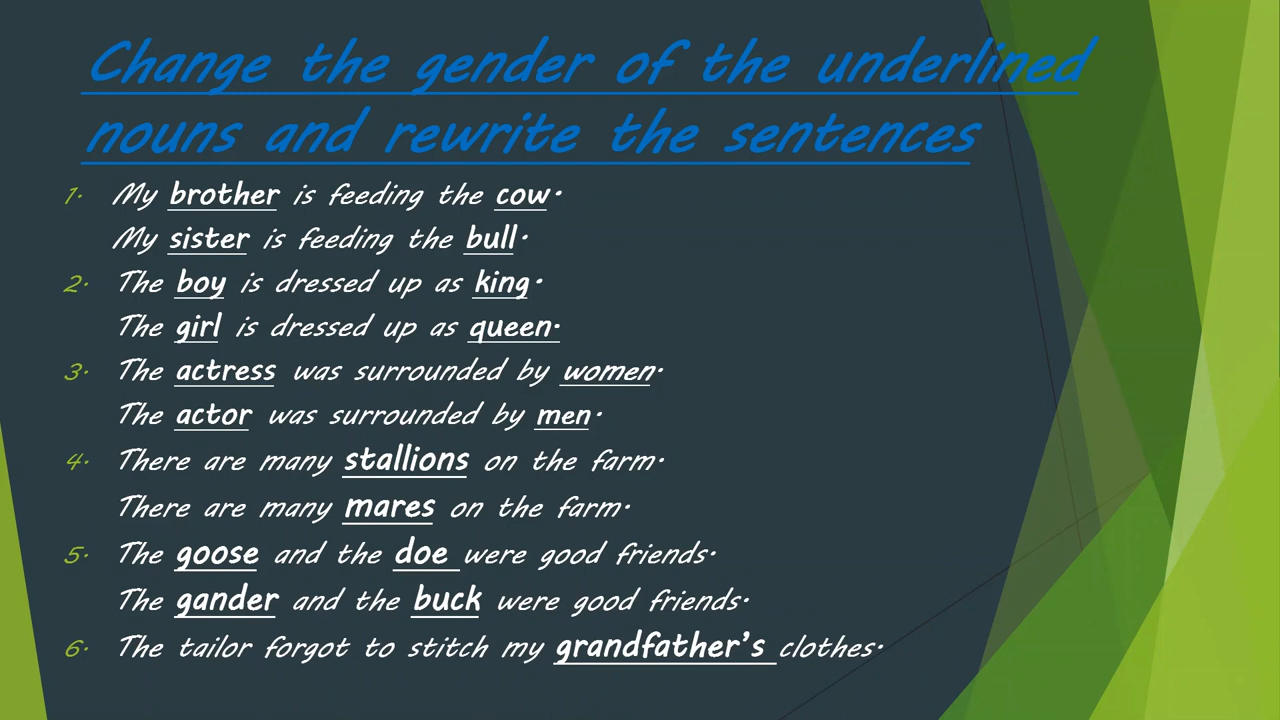 Change the gender of the underlined
nouns and rewrite the sentences
1. My brother is feeding the cow.
My sister is feeding the bull.
2. The boy is dressed up as king.
The girl is dressed up as queen.
3. The actress was surrounded by women.
The actor was surrounded by men.
4. There are many stallions on the farm.
There are many mares on the farm.
5. The goose and the doe were good friends.
The gander and the buck were good friends.
6. The tailor forgot to stitch my grandfather’s clothes.